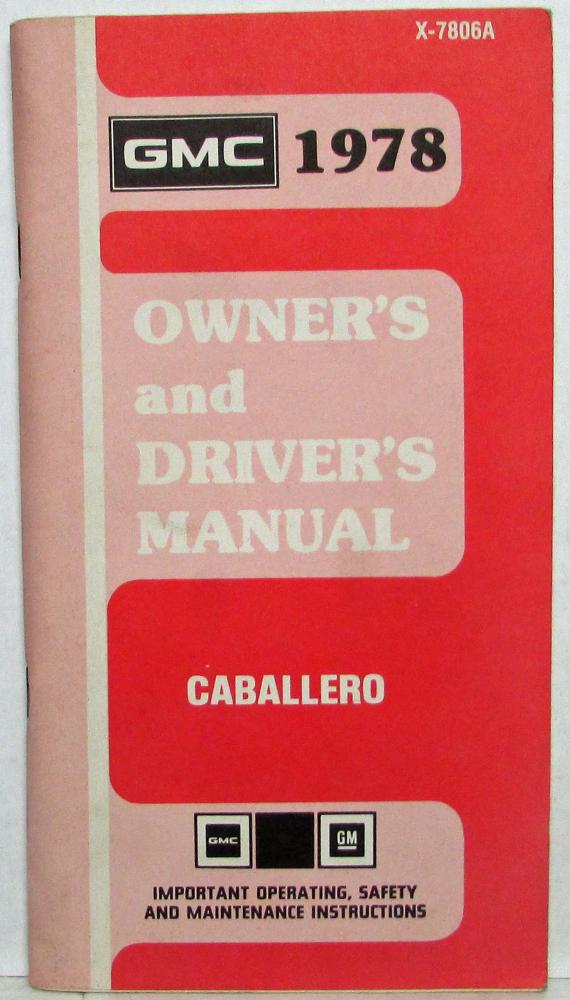 X-7806A
GMC 1978
OWNER'S
and
DRIVER'S
MANUAL
CABALLERO
GMC GM
IMPORTANT OPERATING, SAFETY
AND MAINTENANCE INSTRUCTIONS